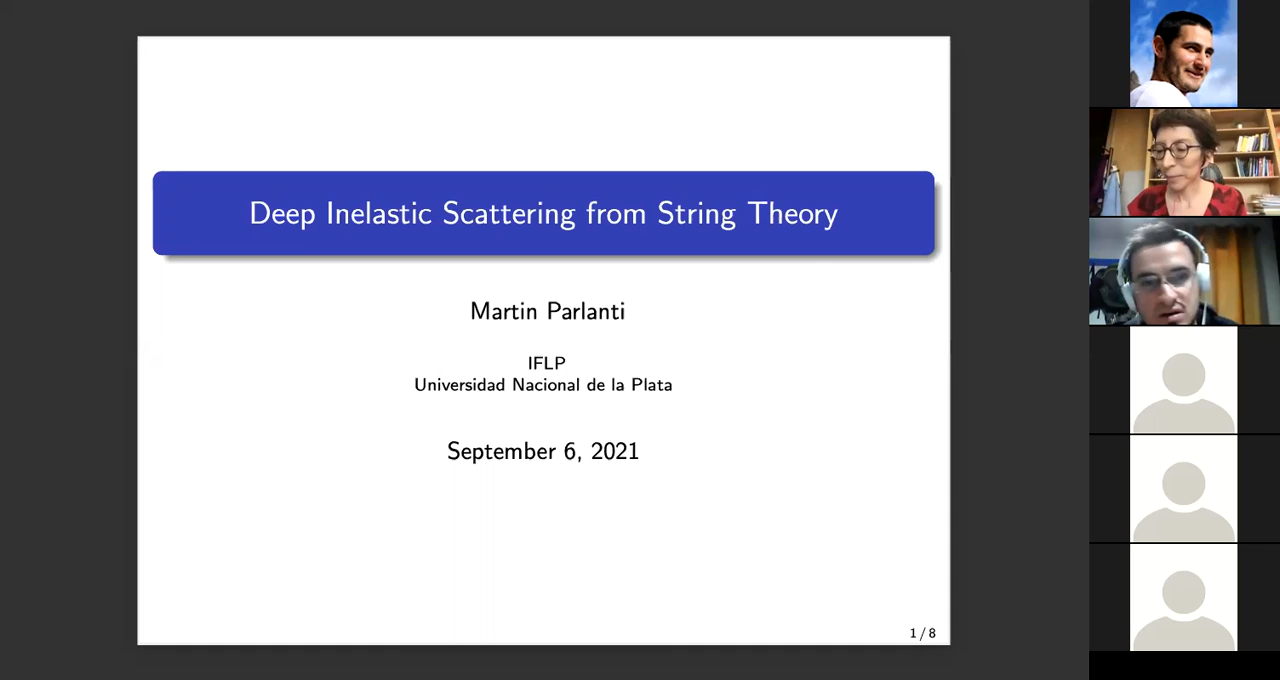 Deep Inelastic Scattering from String Theory
Martin Parlanti
IFLP
Universidad Nacional de la Plata
September 6, 2021
1 / 8